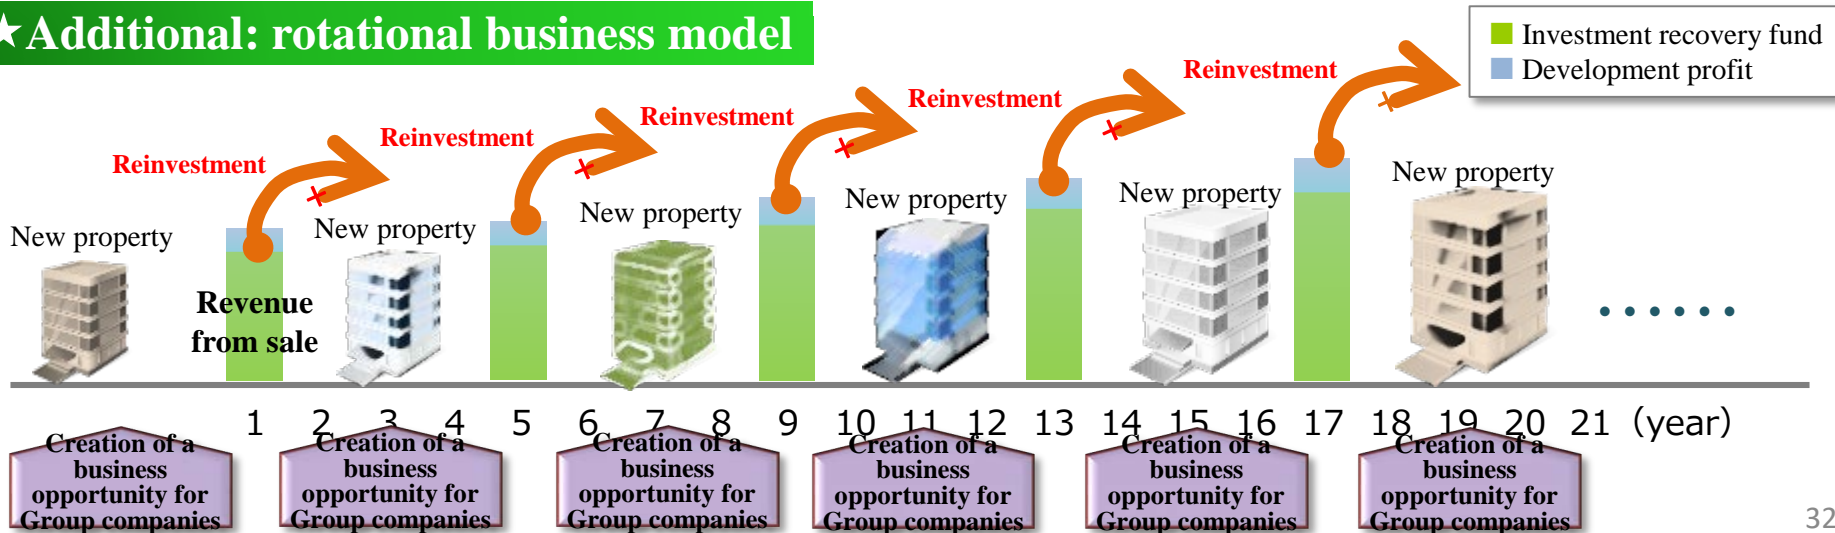 ★Additional: rotational business model
Investment recovery fund
Development profit
Reinvestment
Reinvestment
Reinvestment
Reinvestment
Reinvestment
New property
New property
New property
New property
New property
New property
Revenue
from sale
......
1 2 3 4 5 6 7 8 9 10 11 12 13 14 15 16 17 18 19 20 21 (year)
Creation of a
business
opportunity for
Group companies
Creation of a
business
opportunity for
Group companies
Creation of a
business
opportunity for
Group companies
Creation of a
business
opportunity for
Group companies
Creation of a
business
opportunity for
Group companies
Creation of a
business
opportunity for
Group companies
32